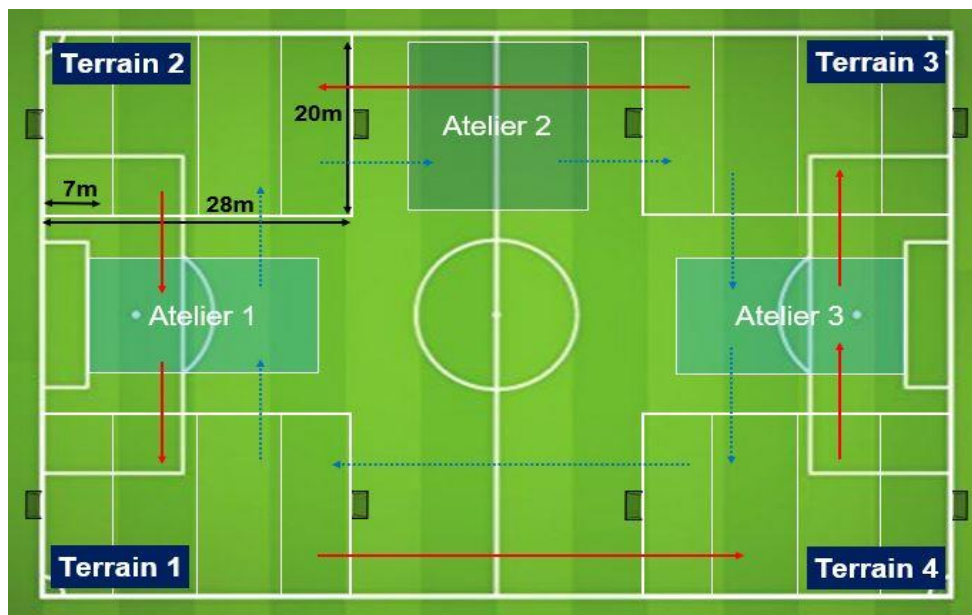 Terrain 2
Terrain 3
20m
Atelier 2
7m
28m
Atelier 1
Atelier 3
Terrain 1
Terrain 4